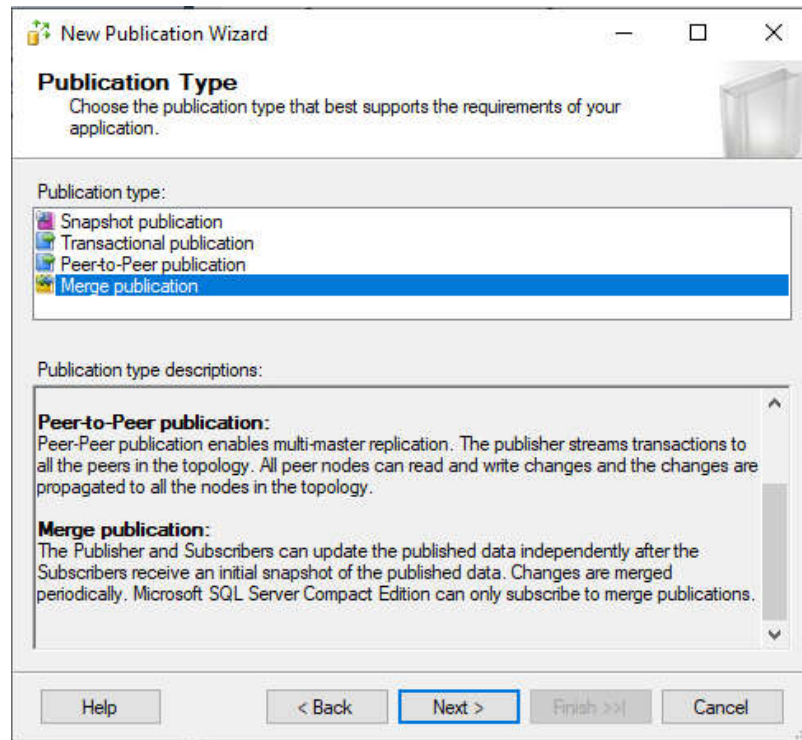 New Publication Wizard
Publication Type
Choose the publication type that best supports the requirements of your
application.
Publication type:
Snapshot publication
Transactional publication
Peer-to-Peer publication
Merge publication
Publication type descriptions:
Peer-to-Peer publication:
Peer-Peer publication enables multi-master replication. The publisher streams transactions to
all the peers in the topology. All peer nodes can read and write changes and the changes are
propagated to all the nodes in the topology.
Merge publication:
The Publisher and Subscribers can update the published data independently after the
Subscribers receive an initial snapshot of the published data. Changes are merged
periodically. Microsoft SQL Server Compact Edition can only subscribe to merge publications.
Help < Back Next > Finish >>| Cancel